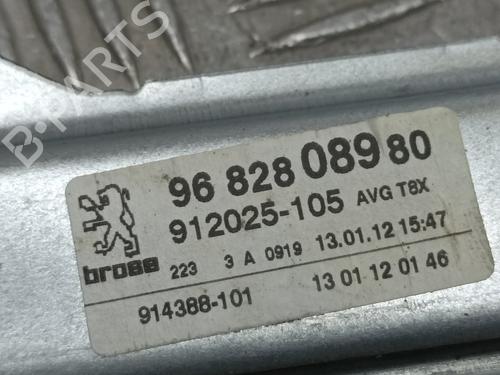 B-PARTS
96 828 089 80
912025-105 AVG T8X
brose 223 3 A 0919 13.01.12 15:47
914388-101 13 01 12 01 46